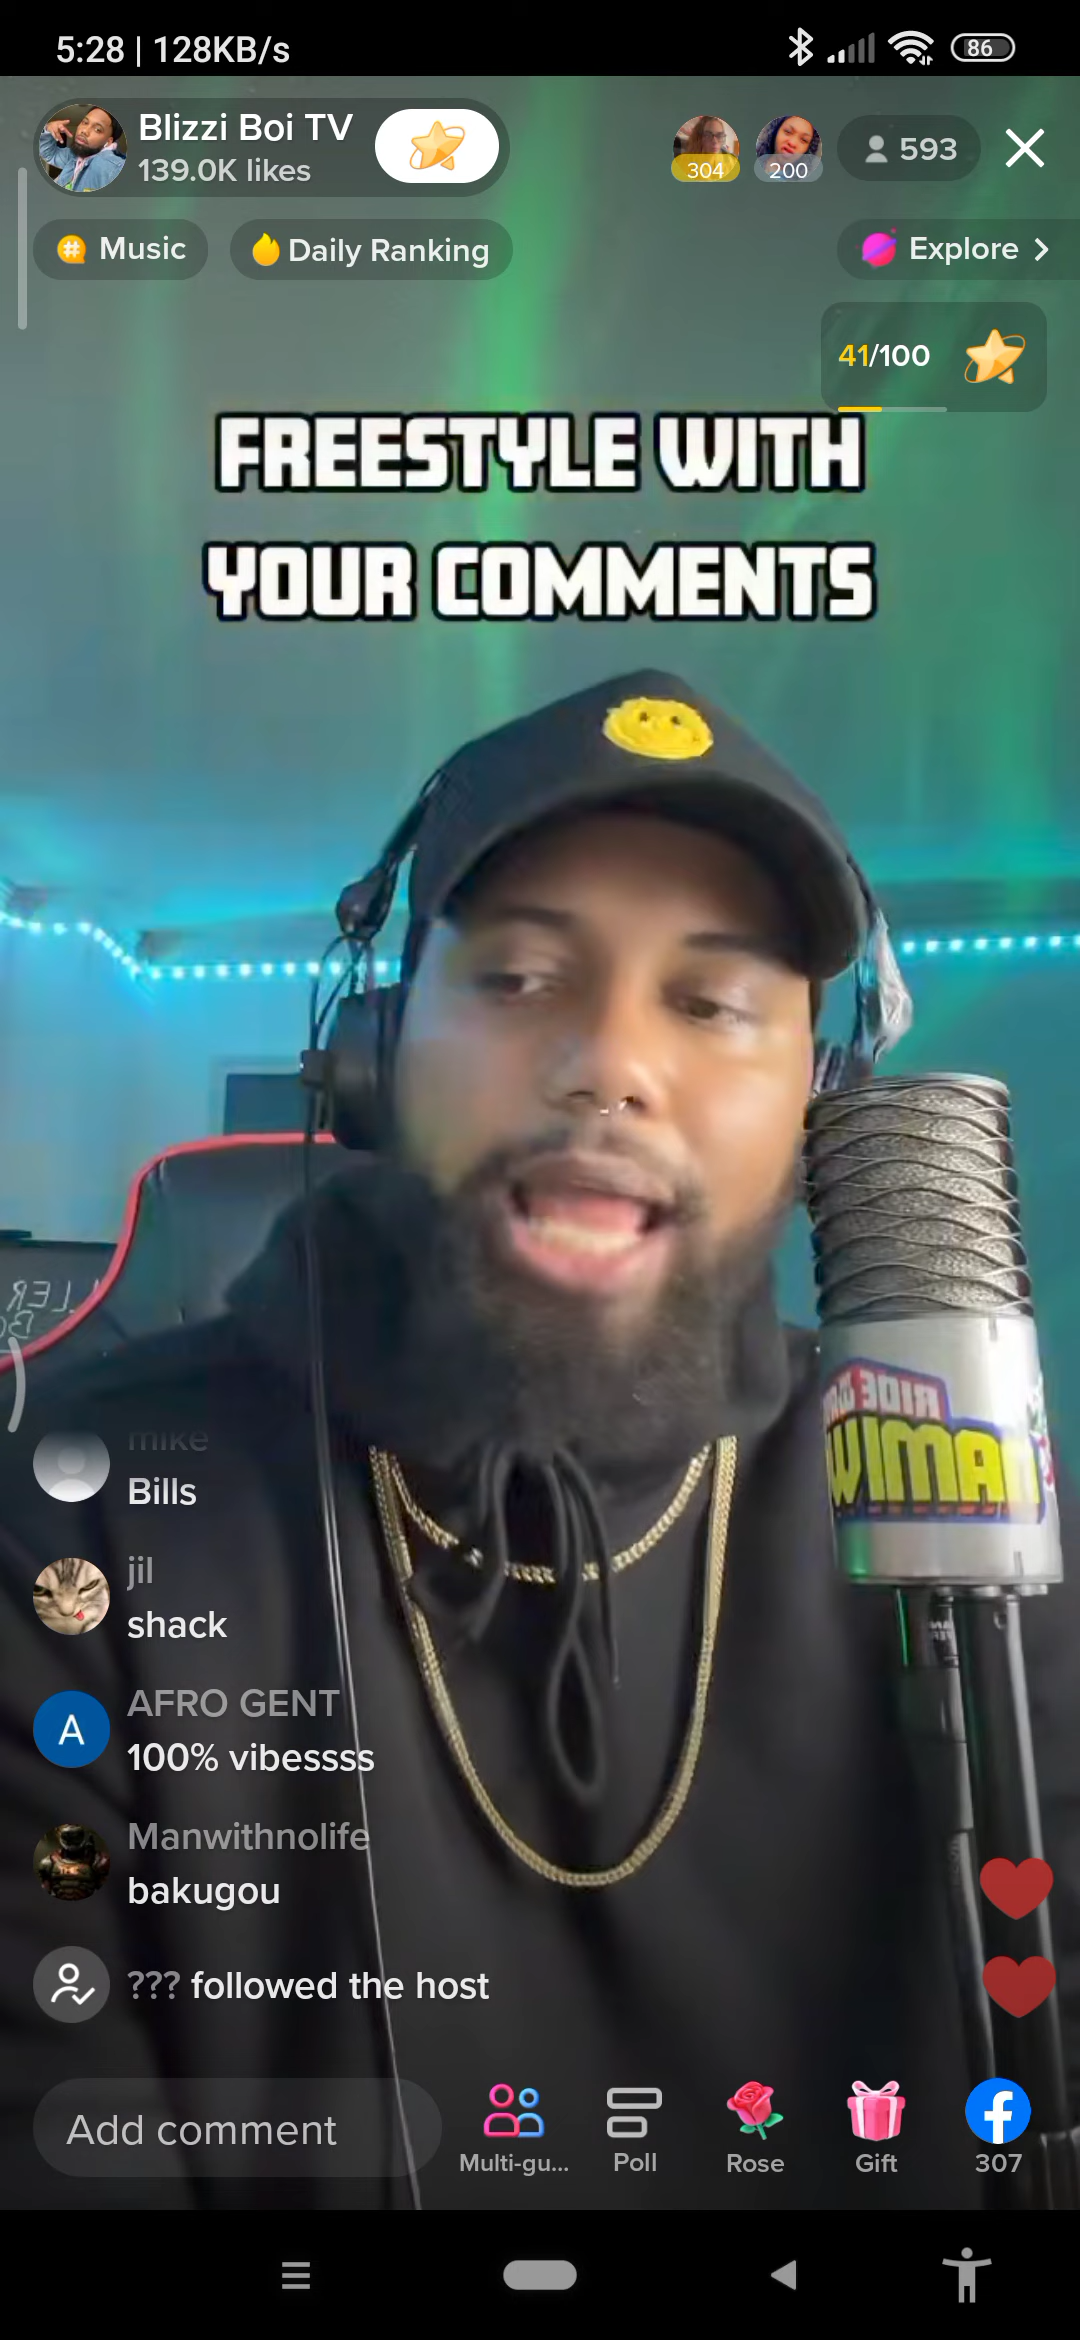 5:28 | 128KB/s
86
Blizzi Boi TV
139.0K likes
304
200
593
Music
Daily Ranking
Explore
41/100
FREESTYLE WITH
YOUR COMMENTS
mike
Bills
jil
shack
AFRO GENT
A
100% vibessss
Manwithnolife
bakugou
??? followed the host
Add comment
Multi-gu...
Poll
Rose
Gift
307